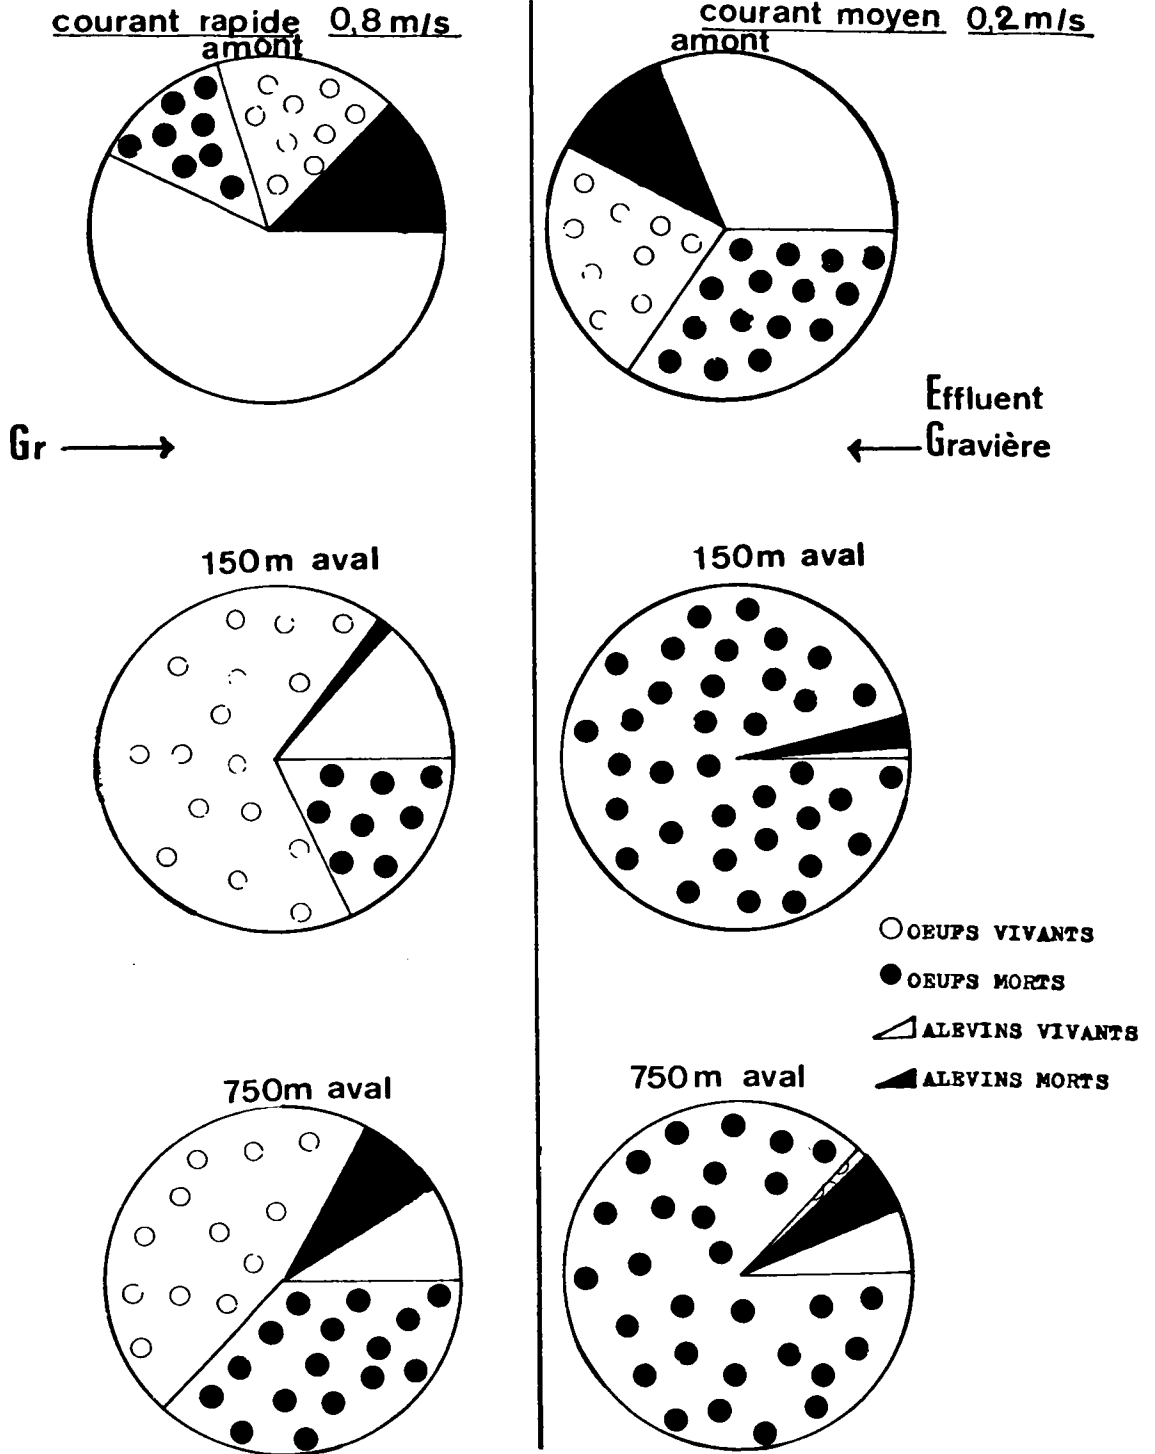 courant rapide 0,8 m/s
amont
courant moyen 0,2 m/s
amont
Gr
Effluent
Gravière
150m aval
150m aval
OEUFS VIVANTS
OEUFS MORTS
ALEVINS VIVANTS
ALEVINS MORTS
750m aval
750m aval